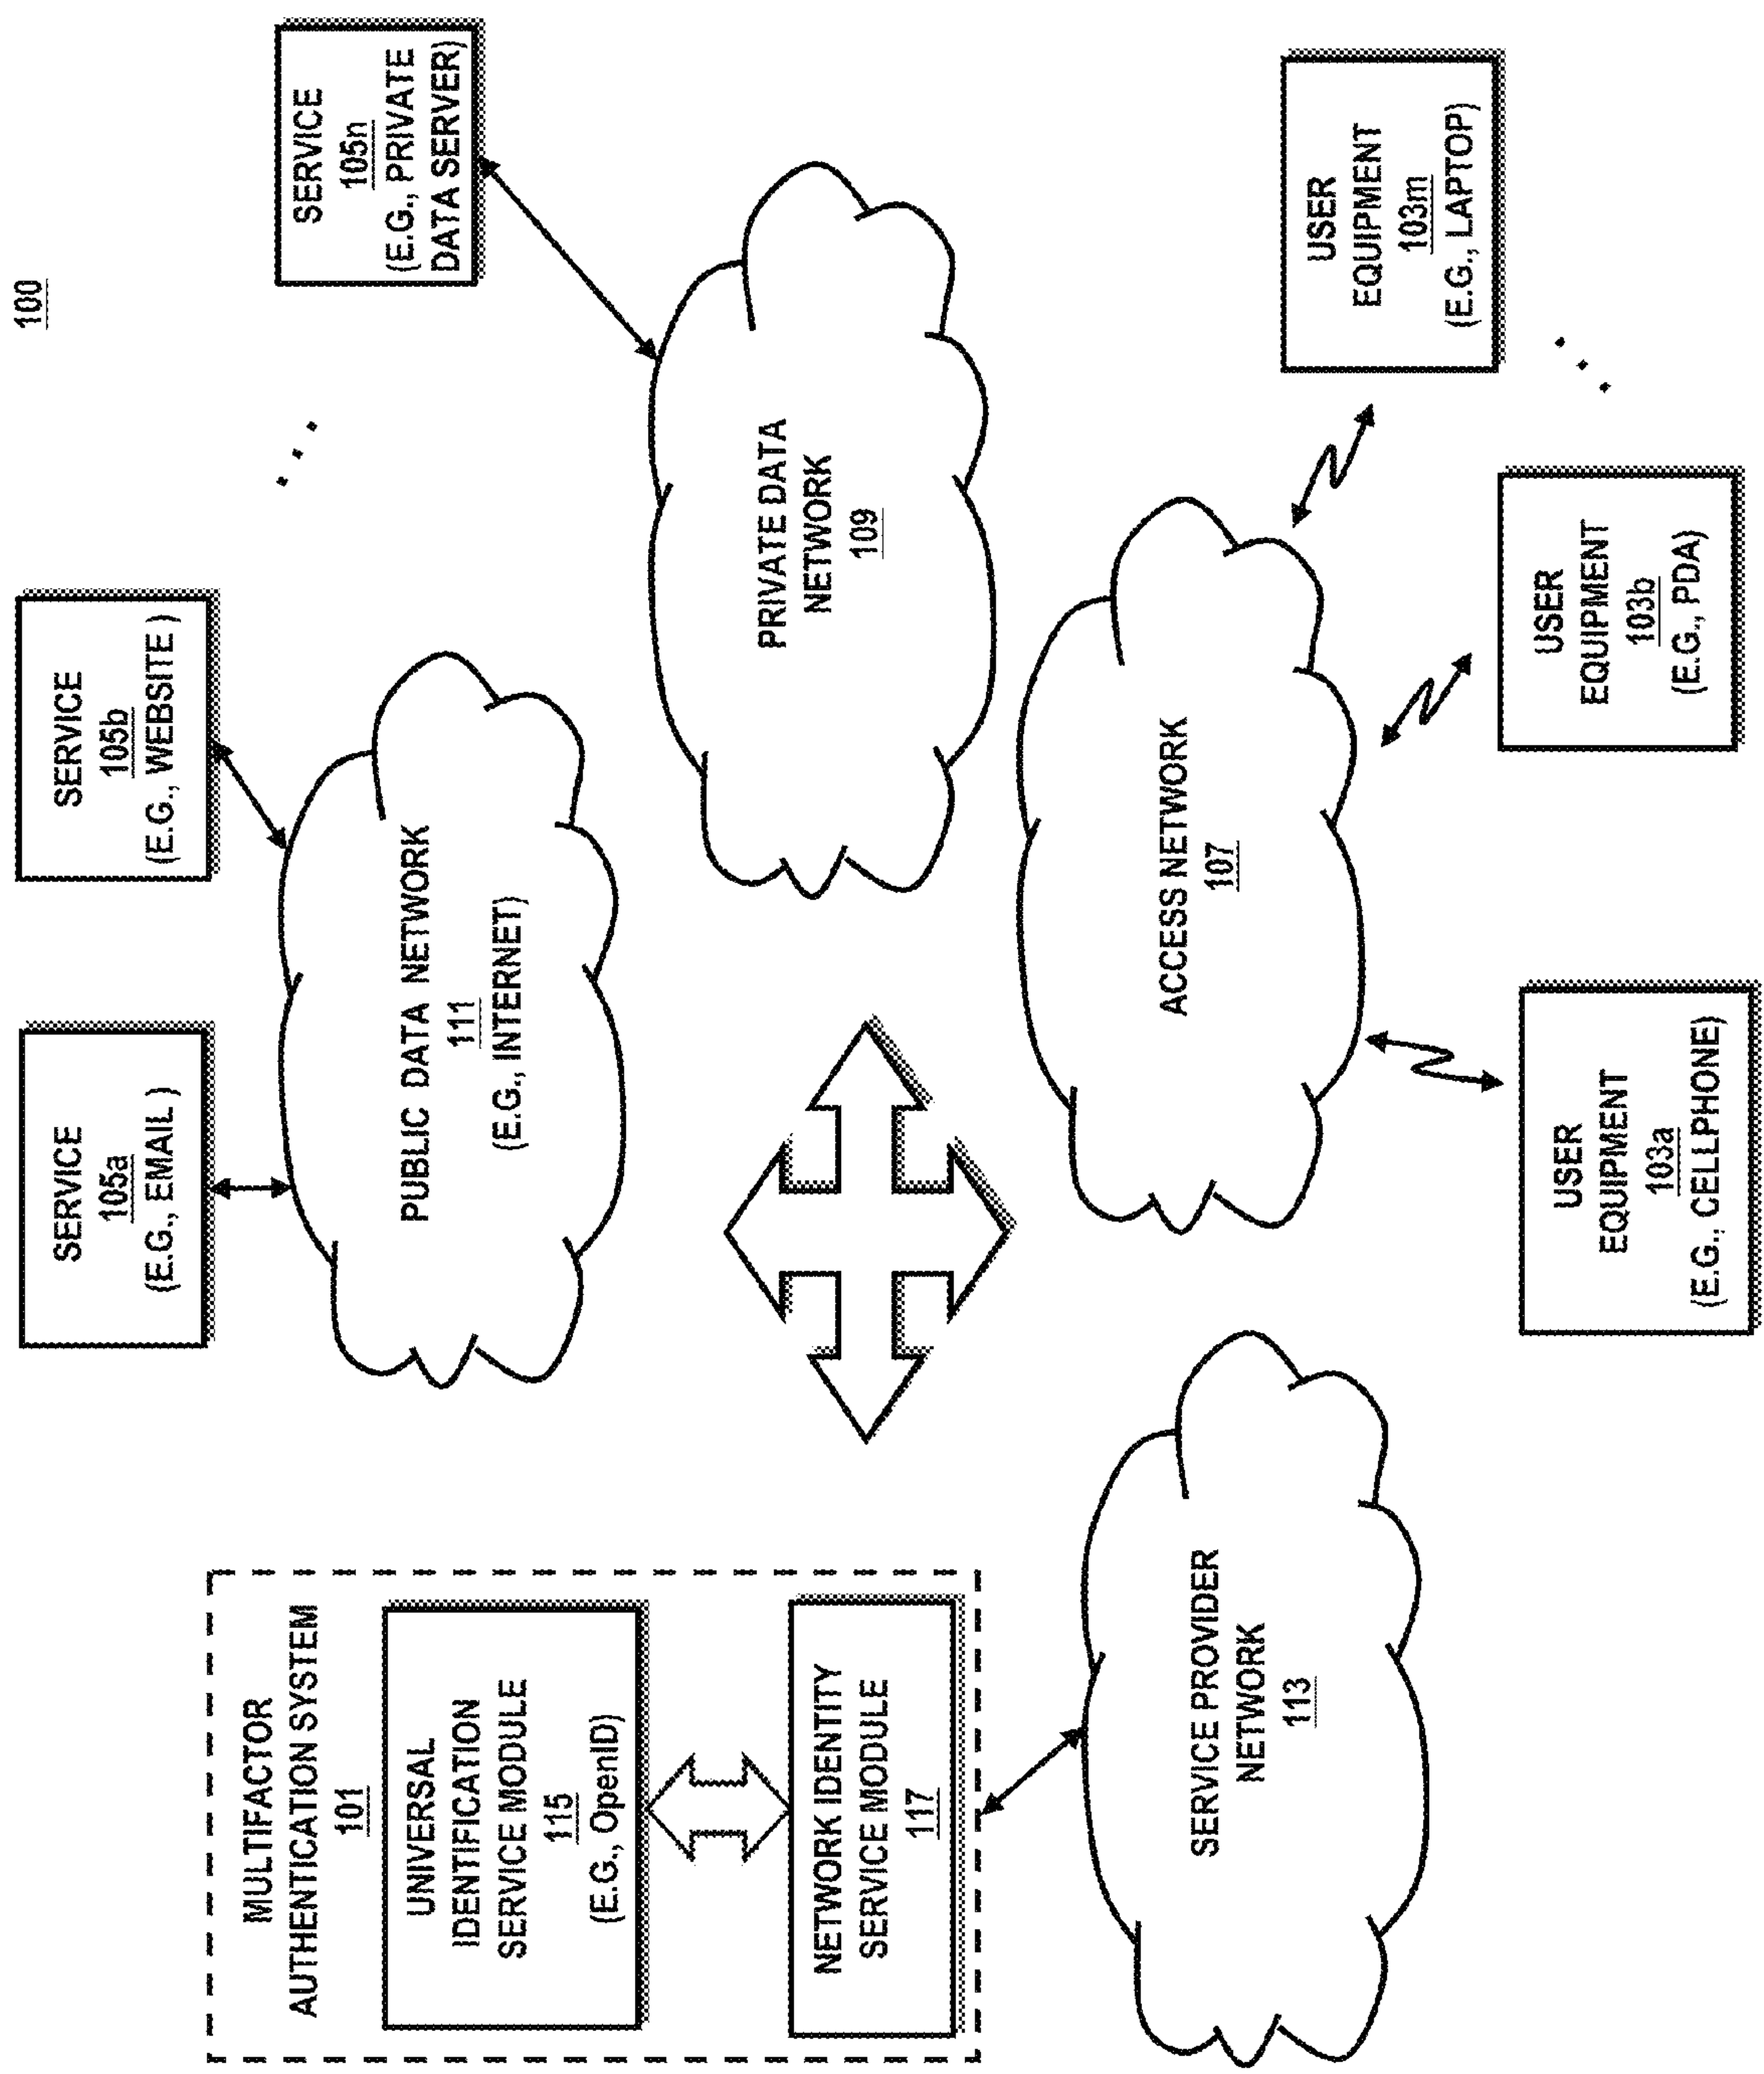 100
MULTIFACTOR
AUTHENTICATION SYSTEM
101
UNIVERSAL
IDENTIFICATION
SERVICE MODULE
115
(E.G., OpenID)
NETWORK IDENTITY
SERVICE MODULE
117
SERVICE
105a
(E.G., EMAIL )
SERVICE
105b
(E.G., WEBSITE )
. . .
SERVICE
105n
(E.G., PRIVATE
DATA SERVER)
PUBLIC DATA NETWORK
111
(E.G., INTERNET)
PRIVATE DATA
NETWORK
109
SERVICE PROVIDER
NETWORK
113
ACCESS NETWORK
107
USER
EQUIPMENT
103a
(E.G., CELLPHONE)
USER
EQUIPMENT
103b
(E.G., PDA)
. . .
USER
EQUIPMENT
103m
(E.G., LAPTOP)